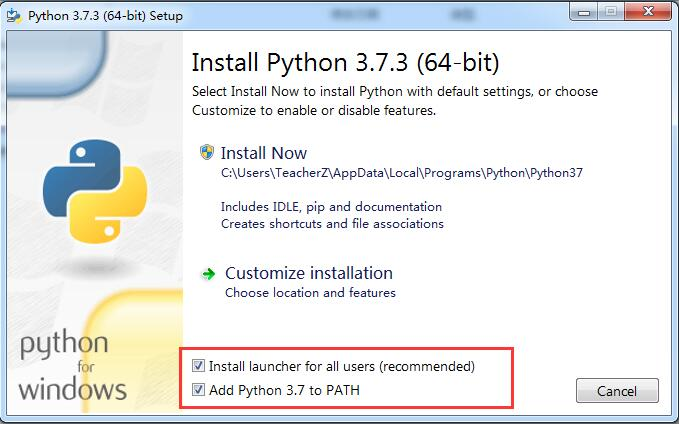 Python 3.7.3 (64-bit) Setup
Install Python 3.7.3 (64-bit)
Select Install Now to install Python with default settings, or choose
Customize to enable or disable features.
Install Now
C:\Users\TeacherZ\AppData\Local\Programs\Python\Python37
Includes IDLE, pip and documentation
Creates shortcuts and file associations
Customize installation
Choose location and features
python
for
windows
Install launcher for all users (recommended)
Add Python 3.7 to PATH
Cancel